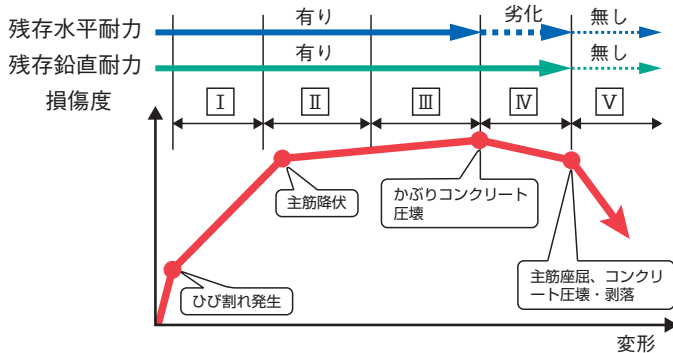 残存水平耐力
有り
劣化
無し
残存鉛直耐力
有り
無し
損傷度
Ⅰ
Ⅱ
Ⅲ
Ⅳ
Ⅴ
主筋降伏
かぶりコンクリート
圧壊
ひび割れ発生
主筋座屈、コンクリ
ート圧壊・剥落
変形